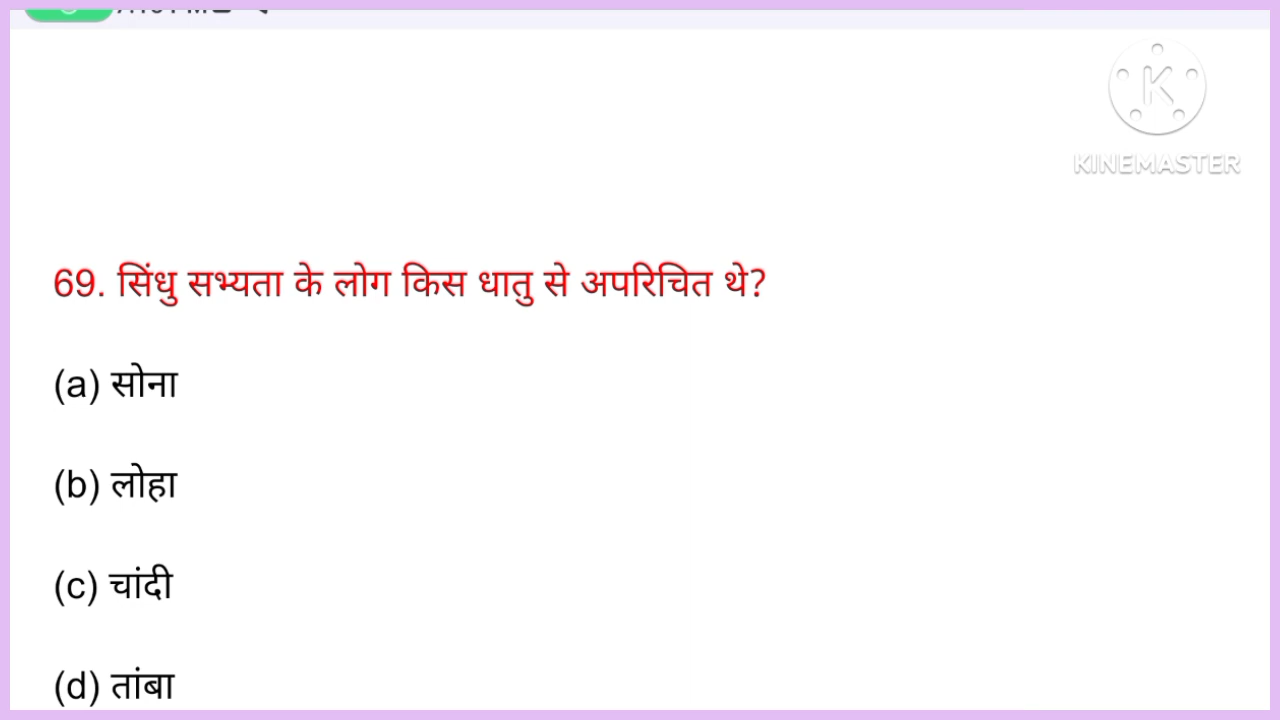 KINEMASTER
69. सिंधु सभ्यता के लोग किस धातु से अपरिचित थे?
(a) सोना
(b) लोहा
(c) चांदी
(d) तांबा